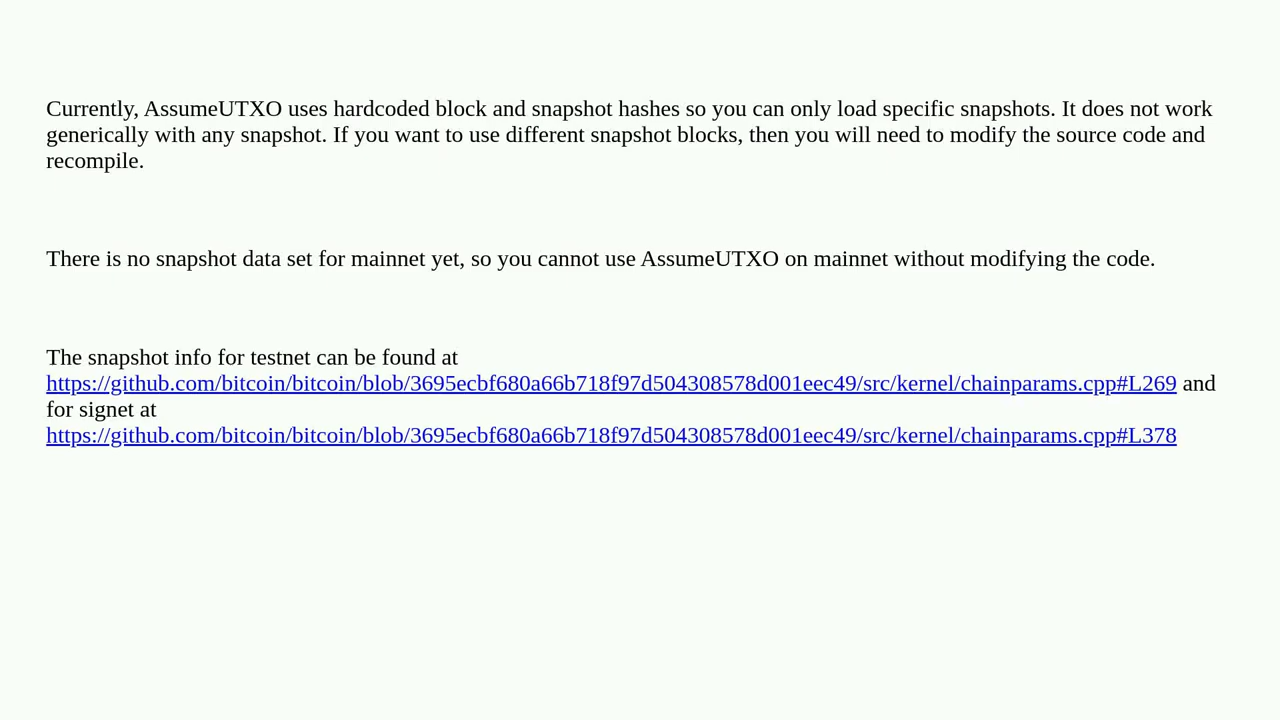 Currently, AssumeUTXO uses hardcoded block and snapshot hashes so you can only load specific snapshots. It does not work
generically with any snapshot. If you want to use different snapshot blocks, then you will need to modify the source code and
recompile.
There is no snapshot data set for mainnet yet, so you cannot use AssumeUTXO on mainnet without modifying the code.
The snapshot info for testnet can be found at
https://github.com/bitcoin/bitcoin/blob/3695ecbf680a66b718f97d504308578d001eec49/src/kernel/chainparams.cpp#L269 and
for signet at
https://github.com/bitcoin/bitcoin/blob/3695ecbf680a66b718f97d504308578d001eec49/src/kernel/chainparams.cpp#L378